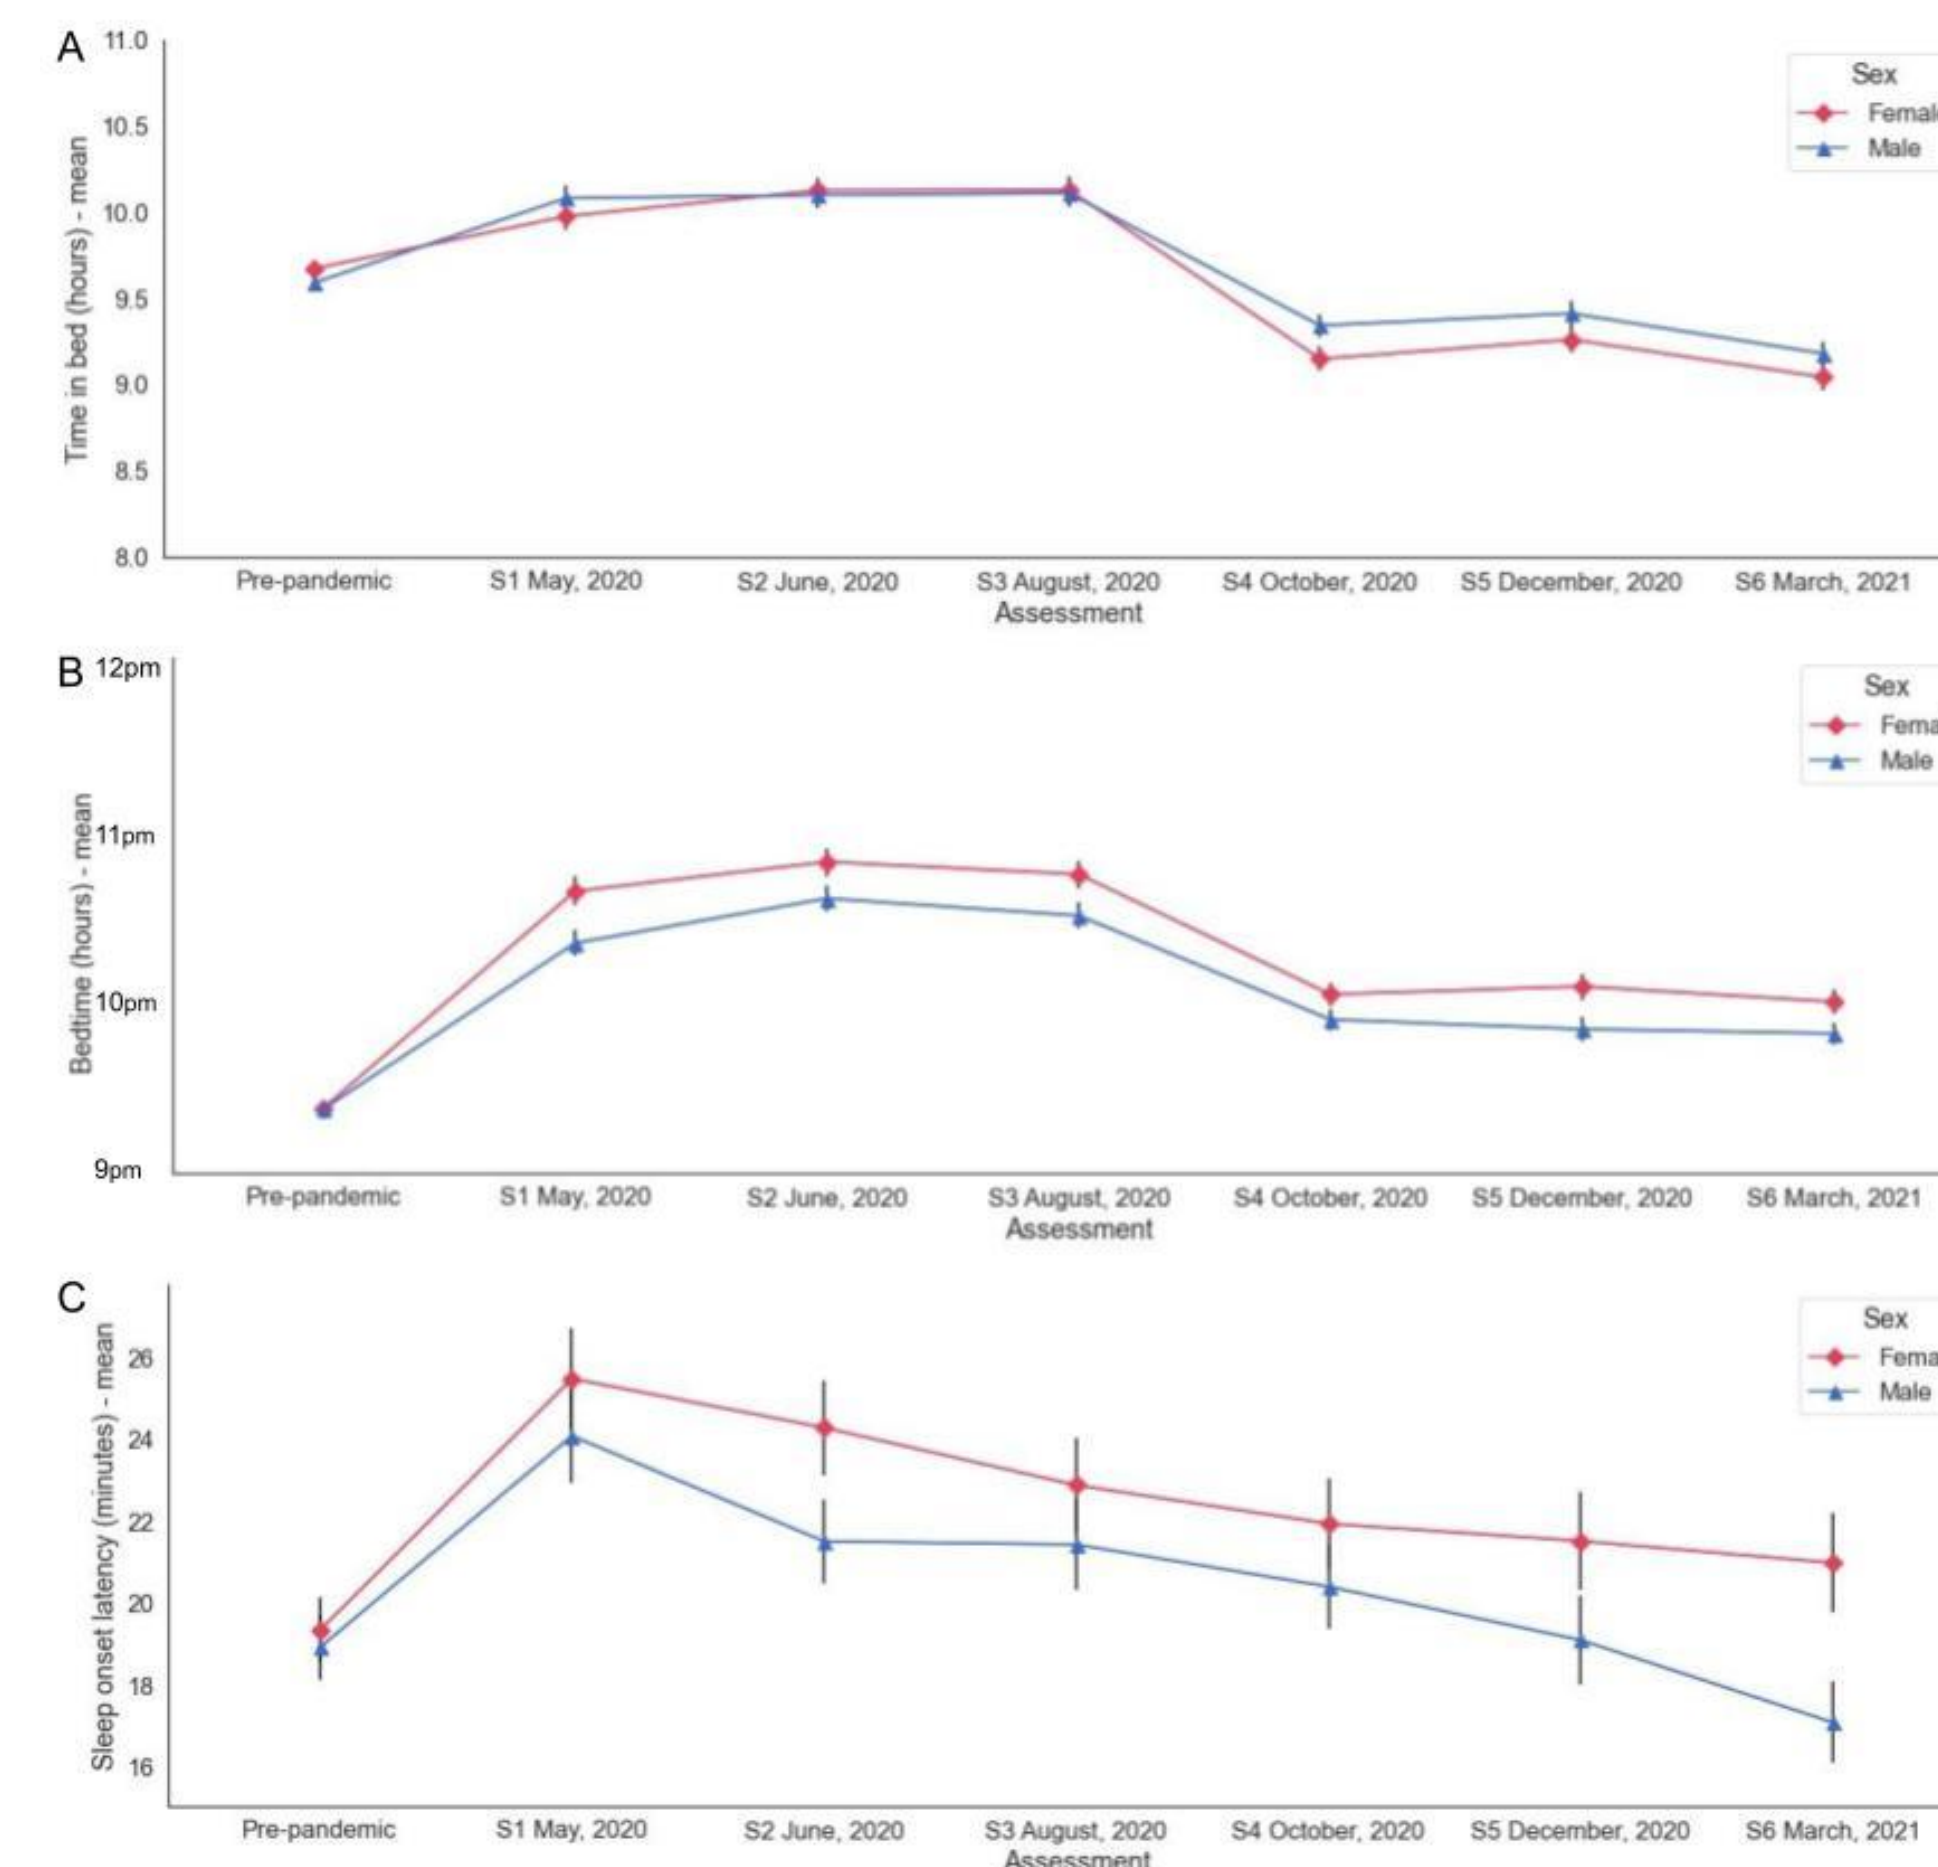 A
11.0
10.5
10.0
9.5
9.0
8.5
8.0
Time in bed (hours) - mean
Sex
Femal
Male
Pre-pandemic S1 May, 2020 S2 June, 2020 S3 August, 2020 S4 October, 2020 S5 December, 2020 S6 March, 2021
Assessment
B
12pm
11pm
10pm
9pm
Bedtime (hours) - mean
Sex
Fema
Male
Pre-pandemic S1 May, 2020 S2 June, 2020 S3 August, 2020 S4 October, 2020 S5 December, 2020 S6 March, 2021
Assessment
C
26
24
22
20
18
16
Sleep onset latency (minutes) - mean
Sex
Fema
Male
Pre-pandemic S1 May, 2020 S2 June, 2020 S3 August, 2020 S4 October, 2020 S5 December, 2020 S6 March, 2021
Assessment